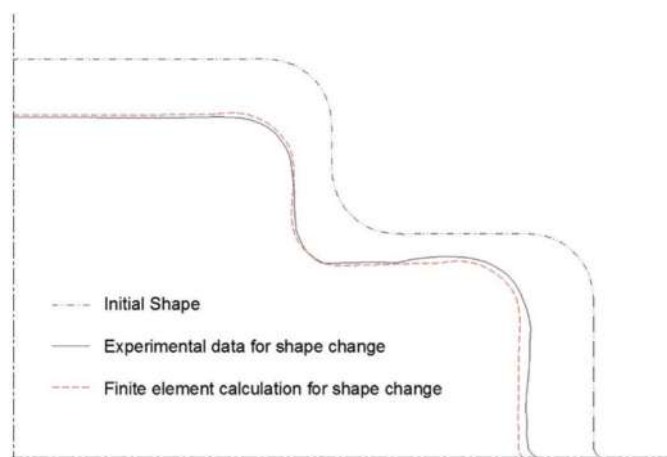 Initial Shape
Experimental data for shape change
Finite element calculation for shape change